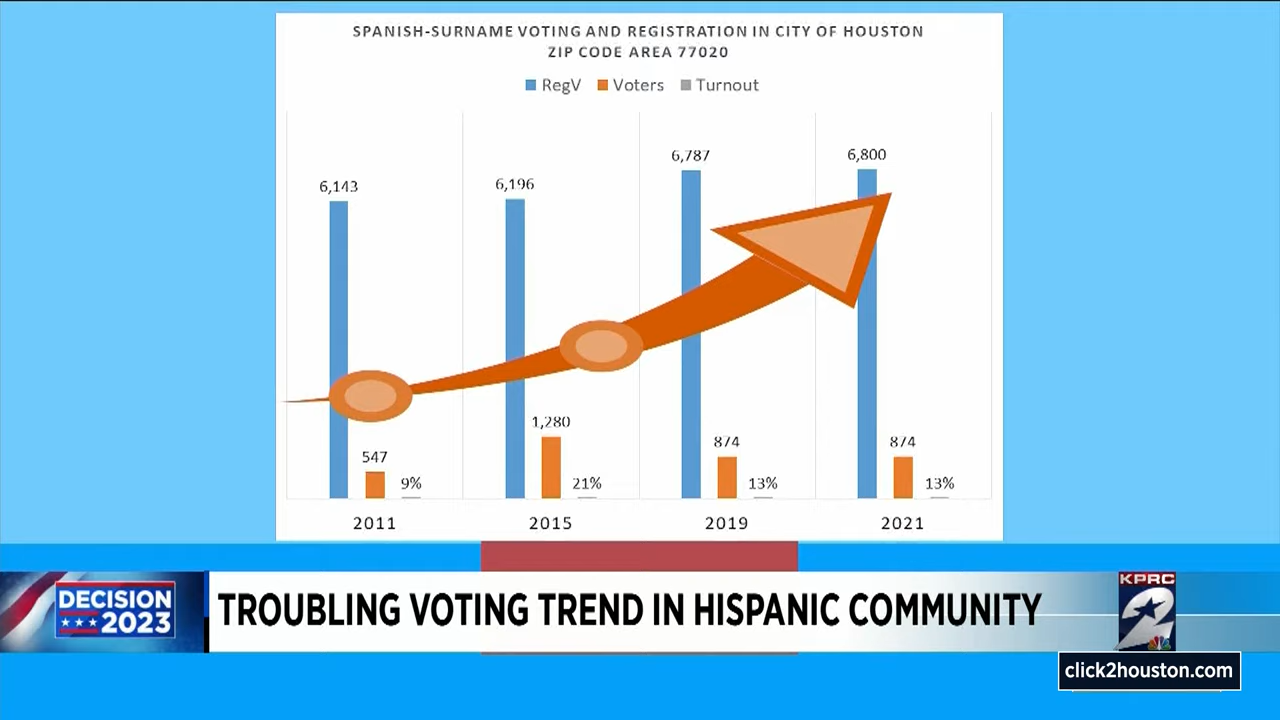 SPANISH-SURNAME VOTING AND REGISTRATION IN CITY OF HOUSTON
ZIP CODE AREA 77020
RegV Voters Turnout
6,143 6,196 6,787 6,800
547 1,280 874 874
9% 21% 13% 13%
2011 2015 2019 2021
DECISION
2023
TROUBLING VOTING TREND IN HISPANIC COMMUNITY
KPRC
2
click2houston.com